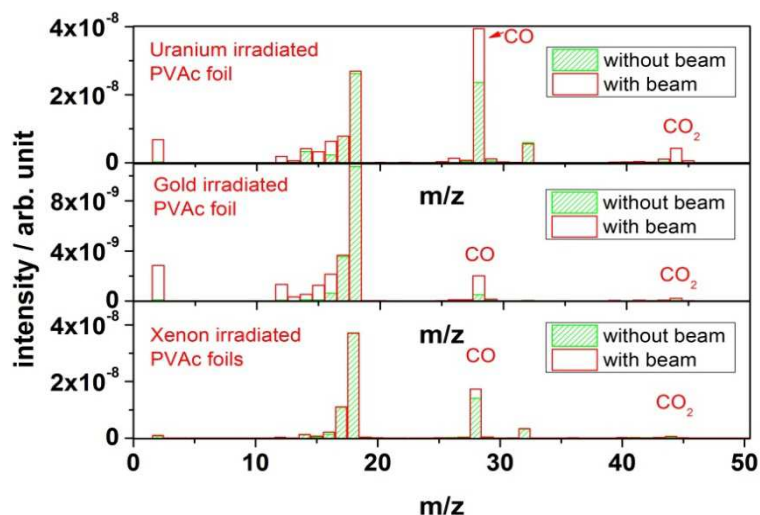 intensity / arb. unit
4x10⁻⁸
2x10⁻⁸
0
Uranium irradiated
PVAc foil
CO
without beam
with beam
CO₂
m/z
8x10⁻⁹
4x10⁻⁹
0
Gold irradiated
PVAc foil
CO
without beam
with beam
CO₂
m/z
4x10⁻⁸
2x10⁻⁸
0
Xenon irradiated
PVAc foils
CO
without beam
with beam
CO₂
0 10 20 30 40 50
m/z